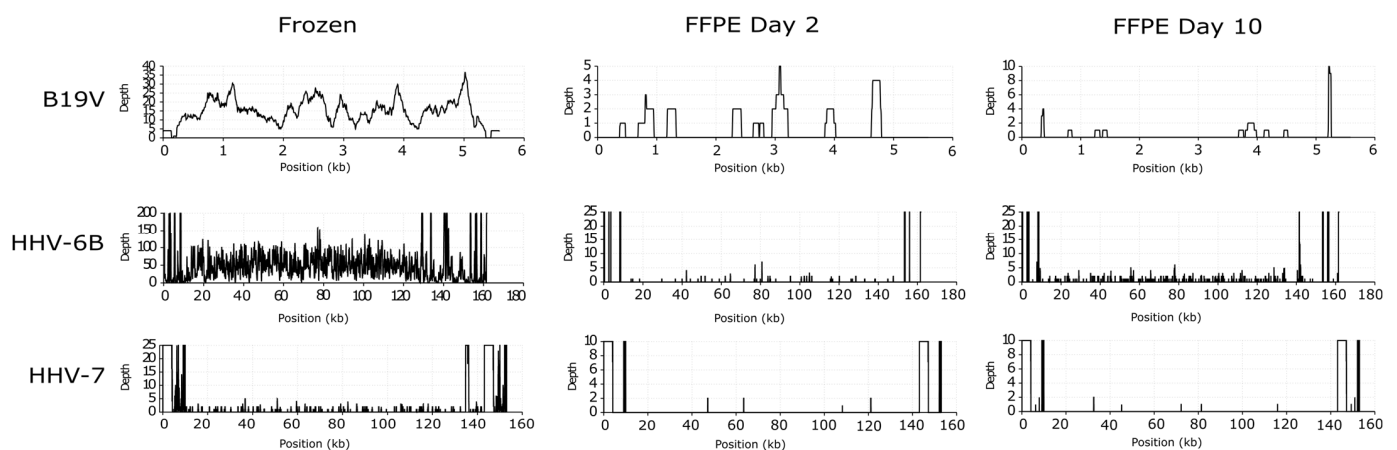 Frozen
FFPE Day 2
FFPE Day 10
B19V
Depth
40
35
30
25
20
15
10
5
0
0 1 2 3 4 5 6
Position (kb)
Depth
5
4
3
2
1
0
0 1 2 3 4 5 6
Position (kb)
Depth
10
8
6
4
2
0
0 1 2 3 4 5 6
Position (kb)
HHV-6B
Depth
200
150
100
50
0
0 20 40 60 80 100 120 140 160 180
Position (kb)
Depth
25
20
15
10
5
0
0 20 40 60 80 100 120 140 160 180
Position (kb)
Depth
25
20
15
10
5
0
0 20 40 60 80 100 120 140 160 180
Position (kb)
HHV-7
Depth
25
20
15
10
5
0
0 20 40 60 80 100 120 140 160
Position (kb)
Depth
10
8
6
4
2
0
0 20 40 60 80 100 120 140 160
Position (kb)
Depth
10
8
6
4
2
0
0 20 40 60 80 100 120 140 160
Position (kb)